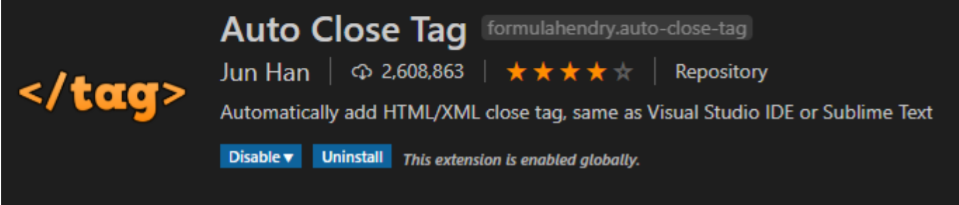 </tag>
Auto Close Tag formulahendry.auto-close-tag
Jun Han 2,608,863 Repository
Automatically add HTML/XML close tag, same as Visual Studio IDE or Sublime Text
Disable Uninstall This extension is enabled globally.